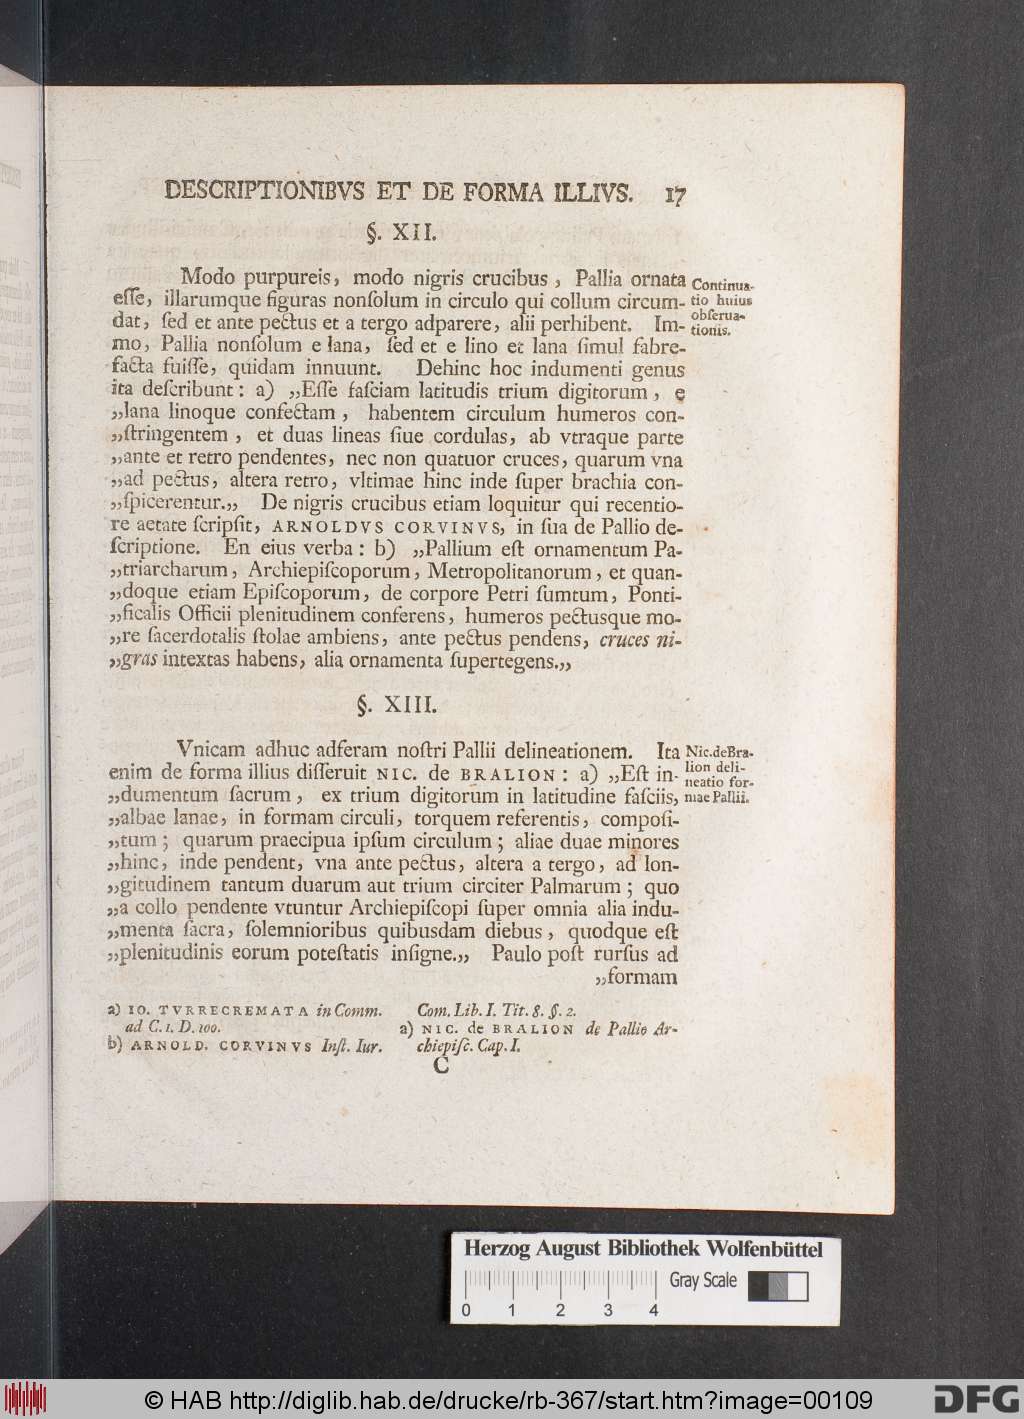 DESCRIPTIONIBVS ET DE FORMA ILLIVS. 17
§. XII.
Modo purpureis, modo nigris crucibus, Pallia ornata
eſſe, illarumque figuras nonſolum in circulo qui collum circum-
dat, ſed et ante pectus et a tergo adparere, alii perhibent. Im-
mo, Pallia nonſolum e lana, ſed et e lino et lana ſimul fabre-
facta fuiſſe, quidam innuunt. Dehinc hoc indumenti genus
ita deſcribunt: a) „Eſſe faſciam latitudis trium digitorum, e
„lana linoque confectam, habentem circulum humeros con-
„ſtringentem, et duas lineas ſiue cordulas, ab vtraque parte
„ante et retro pendentes, nec non quatuor cruces, quarum vna
„ad pectus, altera retro, vltimae hinc inde ſuper brachia con-
„ſpicerentur.„ De nigris crucibus etiam loquitur qui recentio-
re aetate ſcripſit, ARNOLDVS CORVINVS, in ſua de Pallio de-
ſcriptione. En eius verba: b) „Pallium eſt ornamentum Pa-
„triarcharum, Archiepiſcoporum, Metropolitanorum, et quan-
„doque etiam Epiſcoporum, de corpore Petri ſumtum, Ponti-
„ficalis Officii plenitudinem conferens, humeros pectusque mo-
„re ſacerdotalis ſtolae ambiens, ante pectus pendens, cruces ni-
„gras intextas habens, alia ornamenta ſupertegens.„
Continua-
tio huius
obſerua-
tionis.
§. XIII.
Vnicam adhuc adferam noſtri Pallii delineationem. Ita
enim de forma illius diſſeruit NIC. de BRALION: a) „Eſt in-
„dumentum ſacrum, ex trium digitorum in latitudine faſciis,
„albae lanae, in formam circuli, torquem referentis, compoſi-
„tum; quarum praecipua ipſum circulum; aliae duae minores
„hinc, inde pendent, vna ante pectus, altera a tergo, ad lon-
„gitudinem tantum duarum aut trium circiter Palmarum; quo
„a collo pendente vtuntur Archiepiſcopi ſuper omnia alia indu-
„menta ſacra, ſolemnioribus quibusdam diebus, quodque eſt
„plenitudinis eorum poteſtatis inſigne.„ Paulo poſt rurſus ad
„formam
Nic. de Bra-
lion deli-
neatio for-
mae Pallii.
a) IO. TVRRECREMATA in Comm.
ad C. 1. D. 100.
b) ARNOLD. CORVINVS Inſt. Iur.
Com. Lib. I. Tit. 8. §. 2.
a) NIC. de BRALION de Pallio Ar-
chiepiſc. Cap. I.
C
Herzog August Bibliothek Wolfenbüttel
Gray Scale
0 1 2 3 4
© HAB http://diglib.hab.de/drucke/rb-367/start.htm?image=00109
DFG